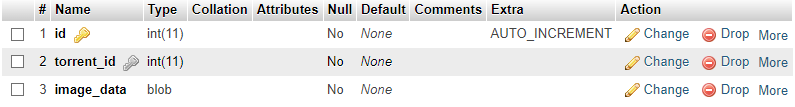 # Name Type Collation Attributes Null Default Comments Extra Action
1 id int(11) No None AUTO_INCREMENT Change Drop More
2 torrent_id int(11) No None Change Drop More
3 image_data blob No None Change Drop More